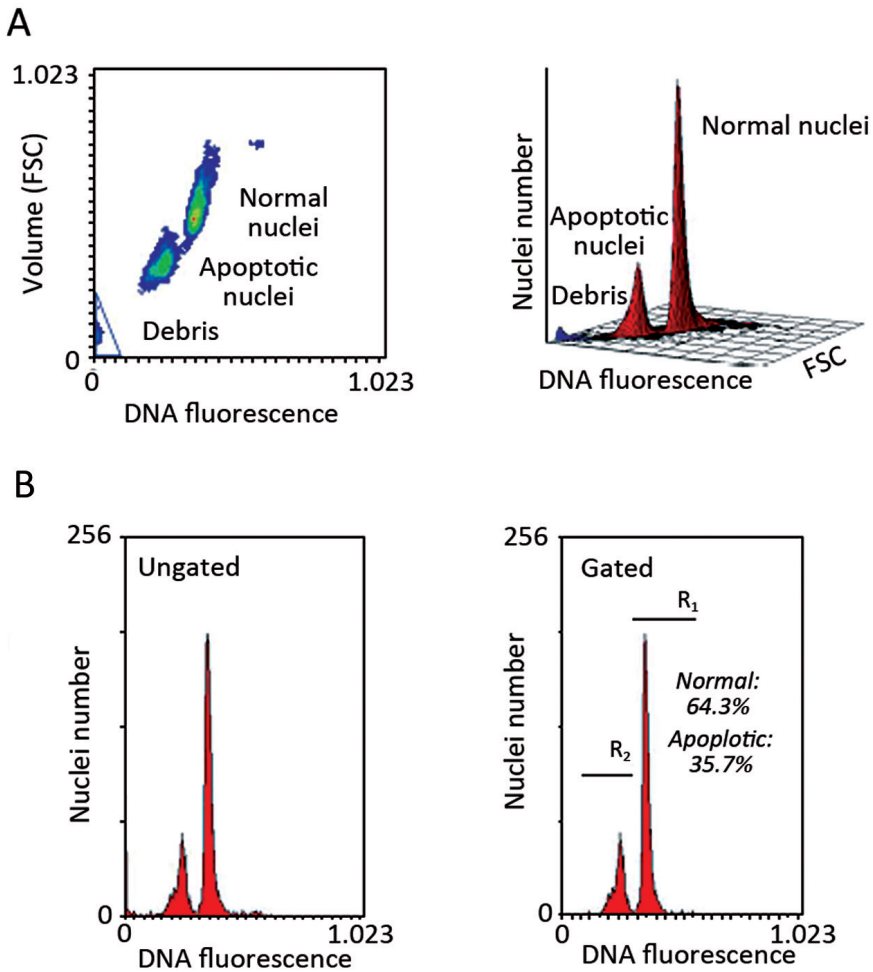 A
1.023
Volume (FSC)
0
0
1.023
DNA fluorescence
Normal
nuclei
Apoptotic
nuclei
Debris
Nuclei number
Normal nuclei
Apoptotic
nuclei
Debris
DNA fluorescence
FSC
B
256
Ungated
Nuclei number
0
0
1.023
DNA fluorescence
256
Gated
R1
Nuclei number
Normal:
64.3%
Apoplotic:
35.7%
R2
0
0
1.023
DNA fluorescence